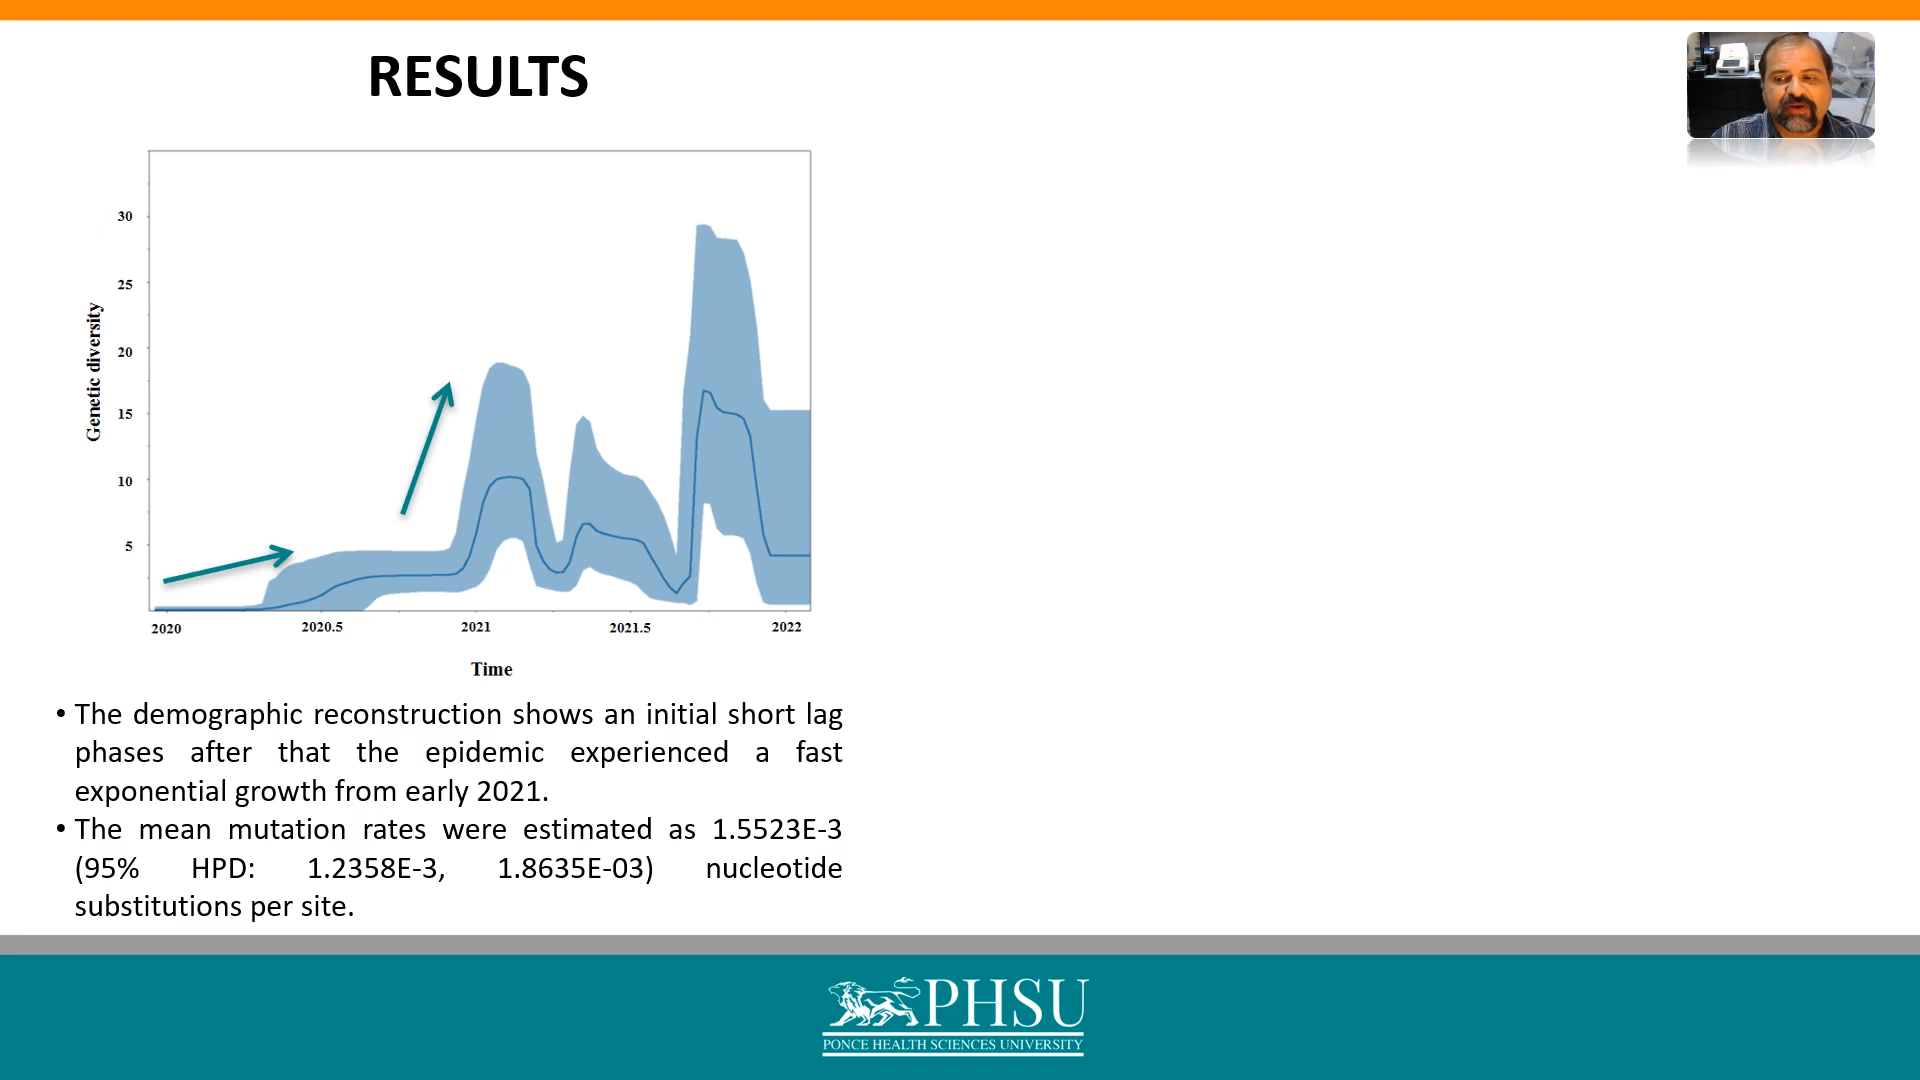 RESULTS
30
25
20
15
10
5
Genetic diversity
2020
2020.5
2021
2021.5
2022
Time
• The demographic reconstruction shows an initial short lag
phases after that the epidemic experienced a fast
exponential growth from early 2021.
• The mean mutation rates were estimated as 1.5523E-3
(95% HPD: 1.2358E-3, 1.8635E-03) nucleotide
substitutions per site.
PHSU
PONCE HEALTH SCIENCES UNIVERSITY